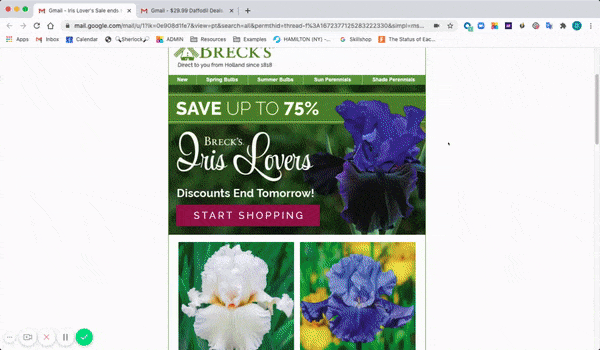 Gmail - Iris Lover's Sale ends
Gmail - $29.99 Daffodil Deal
mail.google.com/mail/u/1?ik=0e908d1fe7&view=pt&search=all&permthid=thread-f%3A1672377125283222330&simpl=ms...
Apps
Inbox
Calendar
Sherlock
ADMIN
Resources
Examples
HAMILTON (NY) -...
Skillshop
The Status of Eac...
BRECK'S
Direct to you from Holland since 1818
New
Spring Bulbs
Summer Bulbs
Sun Perennials
Shade Perennials
SAVE UP TO 75%
BRECK'S
Iris Lovers
Discounts End Tomorrow!
START SHOPPING